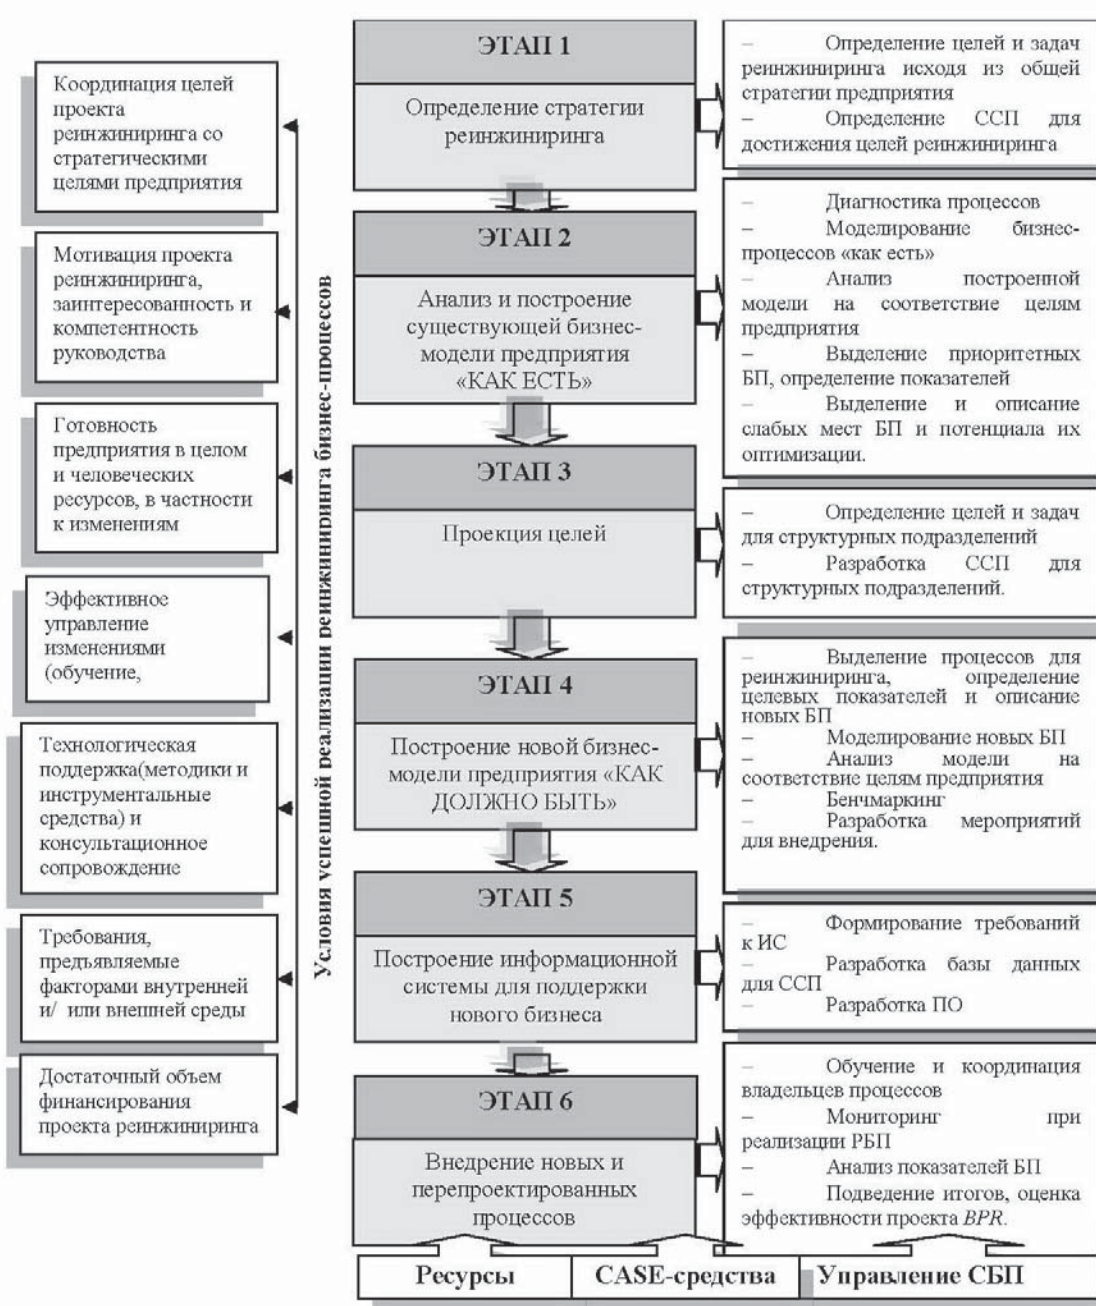 Координация целей
проекта
реинжиниринга со
стратегическими
целями предприятия
Мотивация проекта
реинжиниринга,
заинтересованность и
компетентность
руководства
Готовность
предприятия в целом
и человеческих
ресурсов, в частности
к изменениям
Эффективное
управление
изменениями
(обучение,
Технологическая
поддержка(методики и
инструментальные
средства) и
консультационное
сопровождение
Требования,
предъявляемые
факторами внутренней
и/ или внешней среды
Достаточный объем
финансирования
проекта реинжиниринга
Условия успешной реализации реинжиниринга бизнес-процессов
ЭТАП 1
Определение стратегии
реинжиниринга
– Определение целей и задач
реинжиниринга исходя из общей
стратегии предприятия
– Определение ССП для
достижения целей реинжиниринга
ЭТАП 2
Анализ и построение
существующей бизнес-
модели предприятия
«КАК ЕСТЬ»
– Диагностика процессов
– Моделирование бизнес-
процессов «как есть»
– Анализ построенной
модели на соответствие целям
предприятия
– Выделение приоритетных
БП, определение показателей
– Выделение и описание
слабых мест БП и потенциала их
оптимизации.
ЭТАП 3
Проекция целей
– Определение целей и задач
для структурных подразделений
– Разработка ССП для
структурных подразделений.
ЭТАП 4
Построение новой бизнес-
модели предприятия «КАК
ДОЛЖНО БЫТЬ»
– Выделение процессов для
реинжиниринга, определение
целевых показателей и описание
новых БП
– Моделирование новых БП
– Анализ модели на
соответствие целям предприятия
– Бенчмаркинг
– Разработка мероприятий
для внедрения.
ЭТАП 5
Построение информационной
системы для поддержки
нового бизнеса
– Формирование требований
к ИС
– Разработка базы данных
для ССП
– Разработка ПО
ЭТАП 6
Внедрение новых и
перепроектированных
процессов
– Обучение и координация
владельцев процессов
– Мониторинг при
реализации РБП
– Анализ показателей БП
– Подведение итогов, оценка
эффективности проекта BPR.
Ресурсы
CASE-средства
Управление СБП